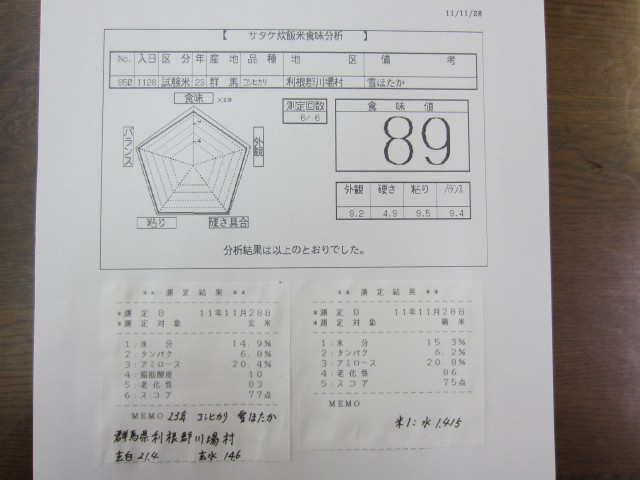 11/11/28
【 サタケ炊飯米食味分析 】
No. 入日 区分 年 産地 品種 地区 備考
950 1128 試験米 23 群馬 コシヒカリ 利根郡川場村 雪ほたか
食味 ×10
外観
硬さ具合
粘り
バランス
測定回数
6/6
食味値
89
外観 硬さ 粘り バランス
9.2 4.9 9.5 9.4
分析結果は以上のとおりでした。
** 測定結果 **
*測定日 11年11月28日
*測定対象 玄米
1:水分 14.9%
2:タンパク 6.8%
3:アミロース 20.4%
4:脂肪酸度 10
5:老化性 83
6:スコア 77点
MEMO 23年 コシヒカリ 雪ほたか
群馬県利根郡川場村
玄白21.4 玄水14.6
** 測定結果 **
*測定日 11年11月28日
*測定対象 精米
1:水分 15.3%
2:タンパク 6.2%
3:アミロース 20.8%
4:老化性 86
5:スコア 75点
MEMO
米1:水1.415